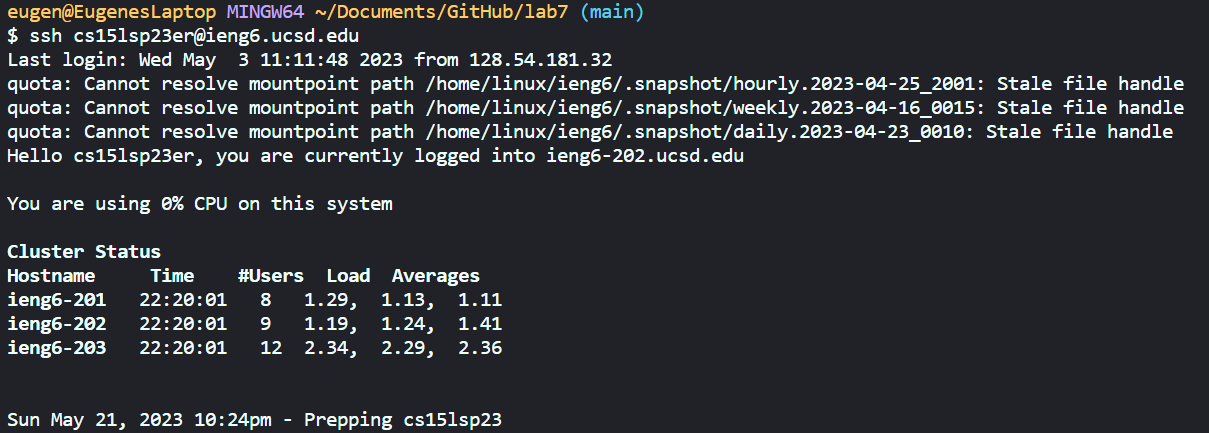 eugen@EugenesLaptop MINGW64 ~/Documents/GitHub/lab7 (main)
$ ssh cs15lsp23er@ieng6.ucsd.edu
Last login: Wed May  3 11:11:48 2023 from 128.54.181.32
quota: Cannot resolve mountpoint path /home/linux/ieng6/.snapshot/hourly.2023-04-25_2001: Stale file handle
quota: Cannot resolve mountpoint path /home/linux/ieng6/.snapshot/weekly.2023-04-16_0015: Stale file handle
quota: Cannot resolve mountpoint path /home/linux/ieng6/.snapshot/daily.2023-04-23_0010: Stale file handle
Hello cs15lsp23er, you are currently logged into ieng6-202.ucsd.edu
You are using 0% CPU on this system
Cluster Status
Hostname     Time    #Users  Load  Averages
ieng6-201   22:20:01   8   1.29,  1.13,  1.11
ieng6-202   22:20:01   9   1.19,  1.24,  1.41
ieng6-203   22:20:01   12  2.34,  2.29,  2.36
Sun May 21, 2023 10:24pm - Prepping cs15lsp23